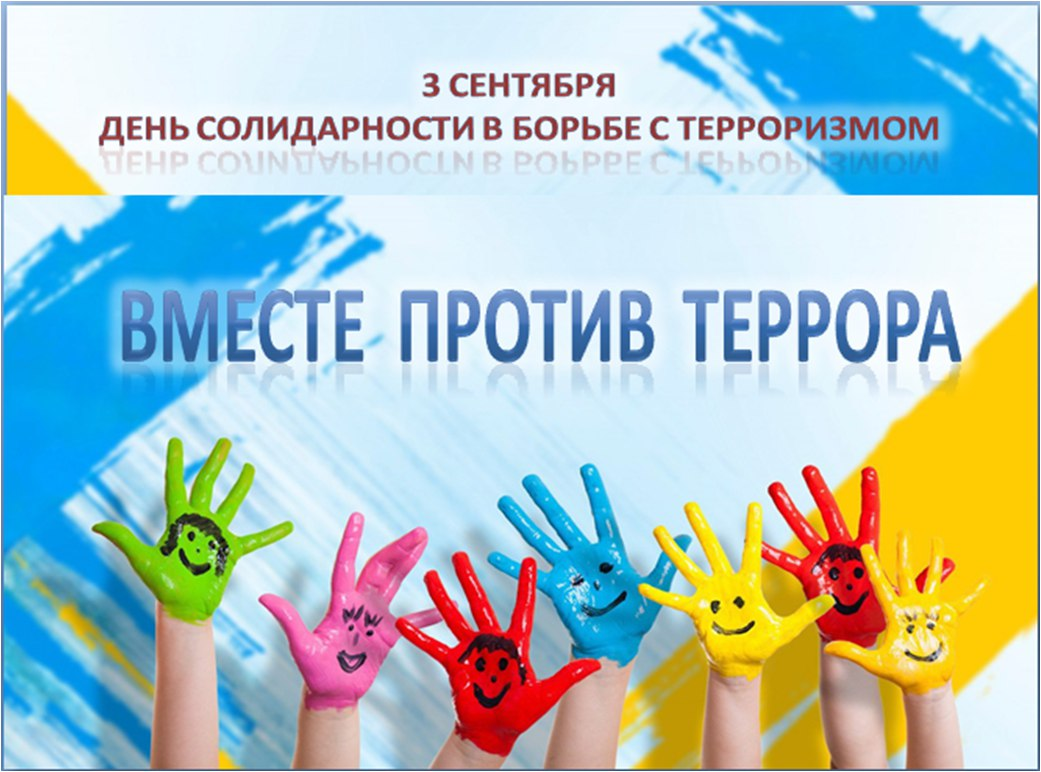 3 СЕНТЯБРЯ
ДЕНЬ СОЛИДАРНОСТИ В БОРЬБЕ С ТЕРРОРИЗМОМ
ВМЕСТЕ ПРОТИВ ТЕРРОРА